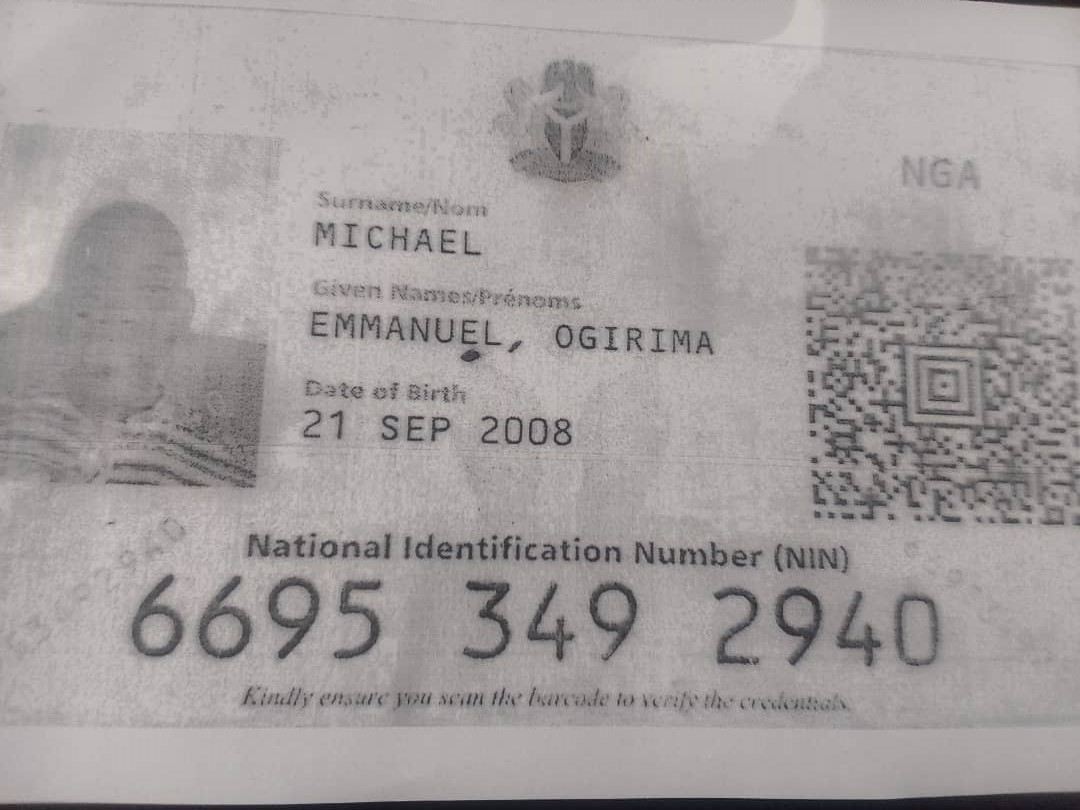 NGA
Surname/Nom
MICHAEL
Given Names/Prénoms
EMMANUEL, OGIRIMA
Date of Birth
21 SEP 2008
National Identification Number (NIN)
6695 349 2940
Kindly ensure you scan the barcode to verify the credentials.